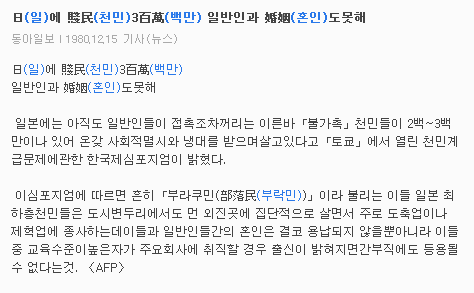 日(일)에 賤民(천민)3百萬(백만) 일반인과 婚姻(혼인)도못해
동아일보 | 1980.12.15 기사(뉴스)
日(일)에 賤民(천민)3百萬(백만)
일반인과 婚姻(혼인)도못해
일본에는 아직도 일반인들이 접촉조차꺼리는 이른바「불가촉」천민들이 2백~3백
만이나 있어 온갖 사회적멸시와 냉대를 받으며살고있다고「토쿄」에서 열린 천민계
급문제에관한 한국제심포지엄이 밝혔다.
이심포지엄에 따르면 흔히「부라쿠민(部落民(부락민))」이라 불리는 이들 일본 최
하층천민들은 도시변두리에서도 먼 외진곳에 집단적으로 살면서 주로 도축업이나
제혁업에 종사하는데이들과 일반인들간의 혼인은 결코 용납되지 않을뿐아니라 이들
중 교육수준이높은자가 주요회사에 취직할 경우 출신이 밝혀지면간부직에도 등용될
수 없다는것. 〈AFP〉